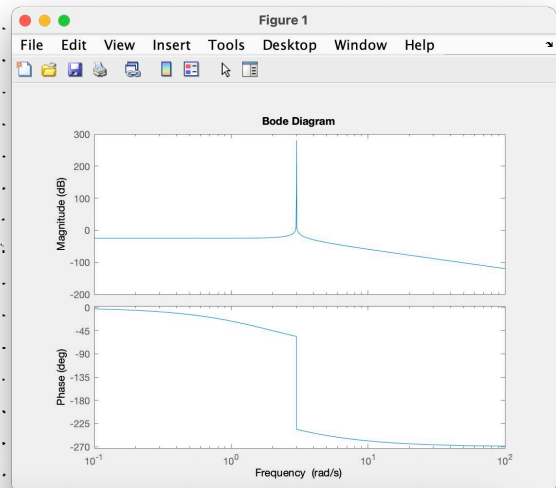 Figure 1
File Edit View Insert Tools Desktop Window Help
Bode Diagram
Magnitude (dB)
300
200
100
0
-100
-200
Phase (deg)
0
-45
-90
-135
-180
-225
-270
10^-1 10^0 10^1 10^2
Frequency (rad/s)